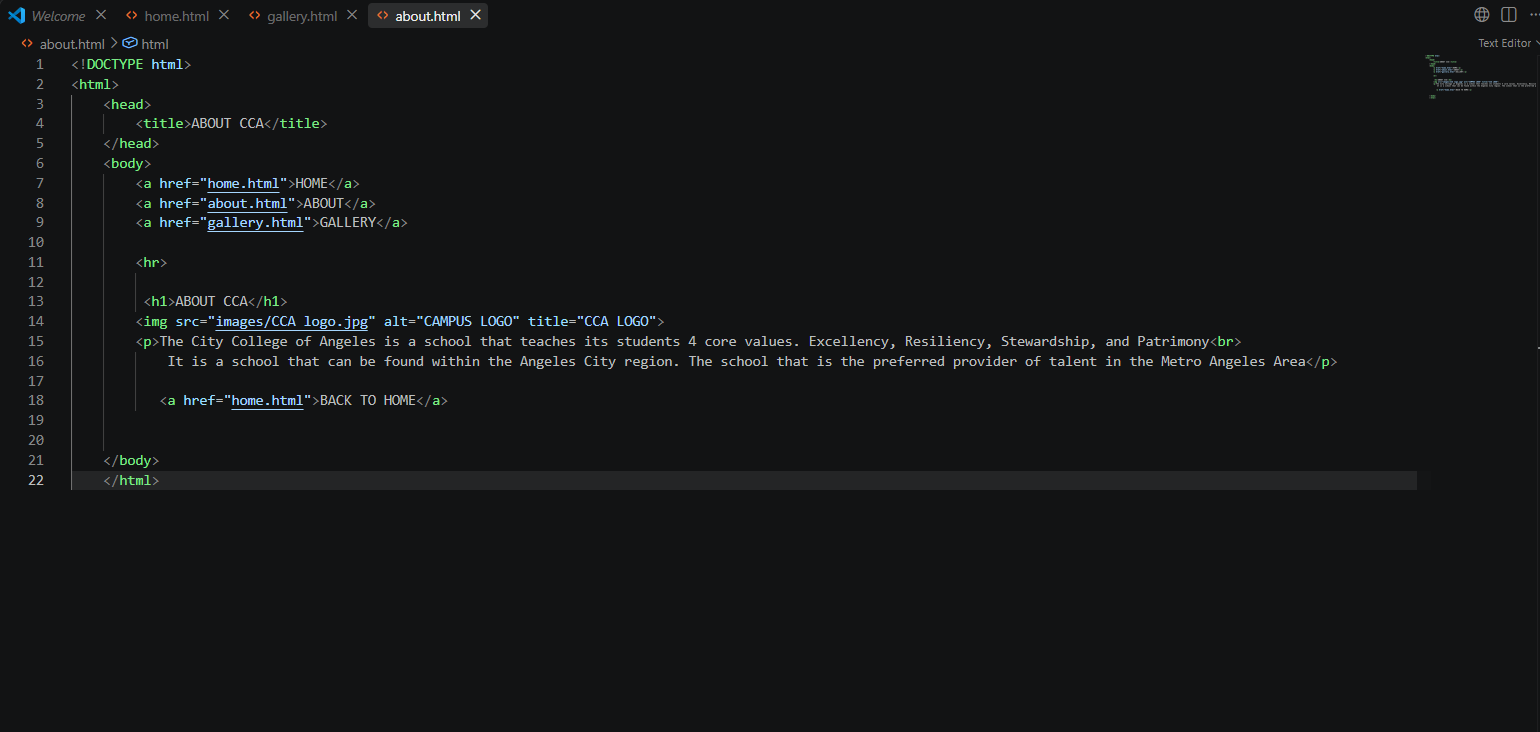 Welcome home.html gallery.html about.html
about.html > html
Text Editor
1 <!DOCTYPE html>
2 <html>
3 <head>
4 <title>ABOUT CCA</title>
5 </head>
6 <body>
7 <a href="home.html">HOME</a>
8 <a href="about.html">ABOUT</a>
9 <a href="gallery.html">GALLERY</a>
10
11 <hr>
12
13 <h1>ABOUT CCA</h1>
14 <img src="images/CCA logo.jpg" alt="CAMPUS LOGO" title="CCA LOGO">
15 <p>The City College of Angeles is a school that teaches its students 4 core values. Excellency, Resiliency, Stewardship, and Patrimony<br>
16 It is a school that can be found within the Angeles City region. The school that is the preferred provider of talent in the Metro Angeles Area</p>
17
18 <a href="home.html">BACK TO HOME</a>
19
20
21 </body>
22 </html>